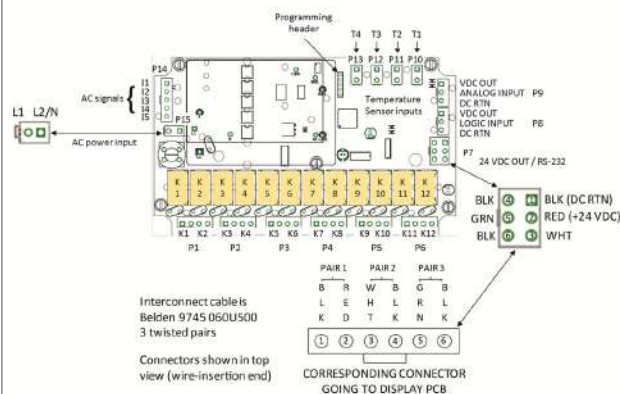 Programming
header
T4 T3 T2 T1
P14 P13 P12 P11 P10
I1
I2
AC signals I3
I4
I5
P15
L1 L2/N
AC power input
Temperature
Sensor inputs
VDC OUT
ANALOG INPUT P9
DC RTN
VDC OUT
LOGIC INPUT P8
DC RTN
P7
24 VDC OUT / RS-232
K K K K K K K K K K K K
1 2 3 4 5 6 7 8 9 10 11 12
K1 K2 K3 K4 K5 K6 K7 K8 K9 K10 K11 K12
P1 P2 P3 P4 P5 P6
BLK 4 1 BLK (DC RTN)
GRN 5 2 RED (+24 VDC)
BLK 6 3 WHT
PAIR 1 PAIR 2 PAIR 3
B R W B G B
L E H L R L
K D T K N K
1 2 3 4 5 6
Interconnect cable is
Belden 9745 060U500
3 twisted pairs
Connectors shown in top
view (wire-insertion end)
CORRESPONDING CONNECTOR
GOING TO DISPLAY PCB